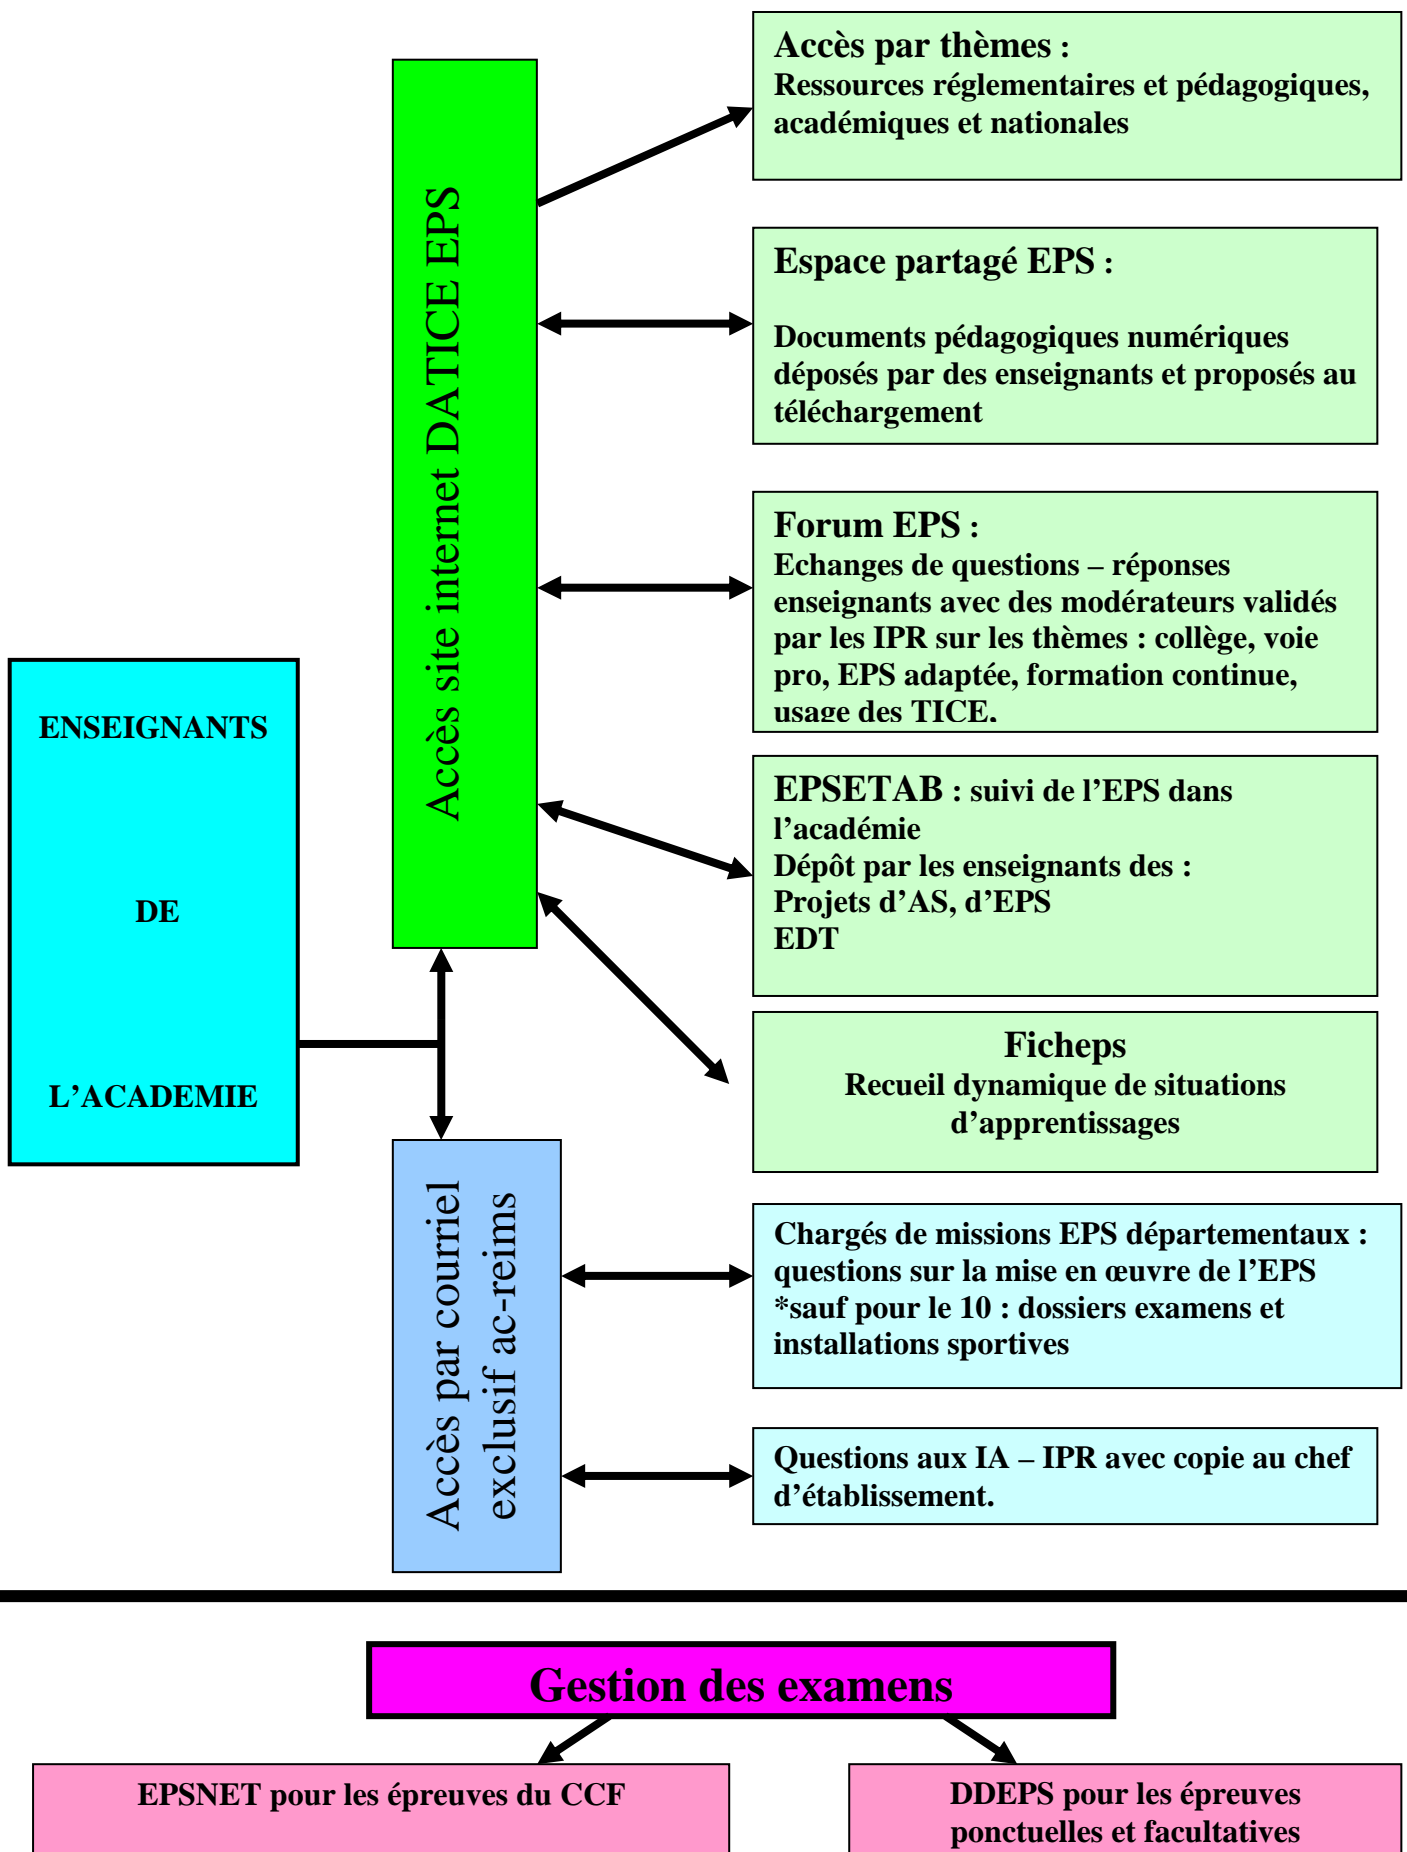 Accès par thèmes :
Ressources réglementaires et pédagogiques,
académiques et nationales
Accès site internet DATICE EPS
Espace partagé EPS :
Documents pédagogiques numériques
déposés par des enseignants et proposés au
téléchargement
Forum EPS :
Echanges de questions – réponses
enseignants avec des modérateurs validés
par les IPR sur les thèmes : collège, voie
pro, EPS adaptée, formation continue,
usage des TICE.
ENSEIGNANTS
DE
L’ACADEMIE
EPSETAB : suivi de l’EPS dans
l’académie
Dépôt par les enseignants des :
Projets d’AS, d’EPS
EDT
Ficheps
Recueil dynamique de situations
d’apprentissages
Accès par courriel
exclusif ac-reims
Chargés de missions EPS départementaux :
questions sur la mise en œuvre de l’EPS
*sauf pour le 10 : dossiers examens et
installations sportives
Questions aux IA – IPR avec copie au chef
d’établissement.
Gestion des examens
EPSNET pour les épreuves du CCF
DDEPS pour les épreuves
ponctuelles et facultatives